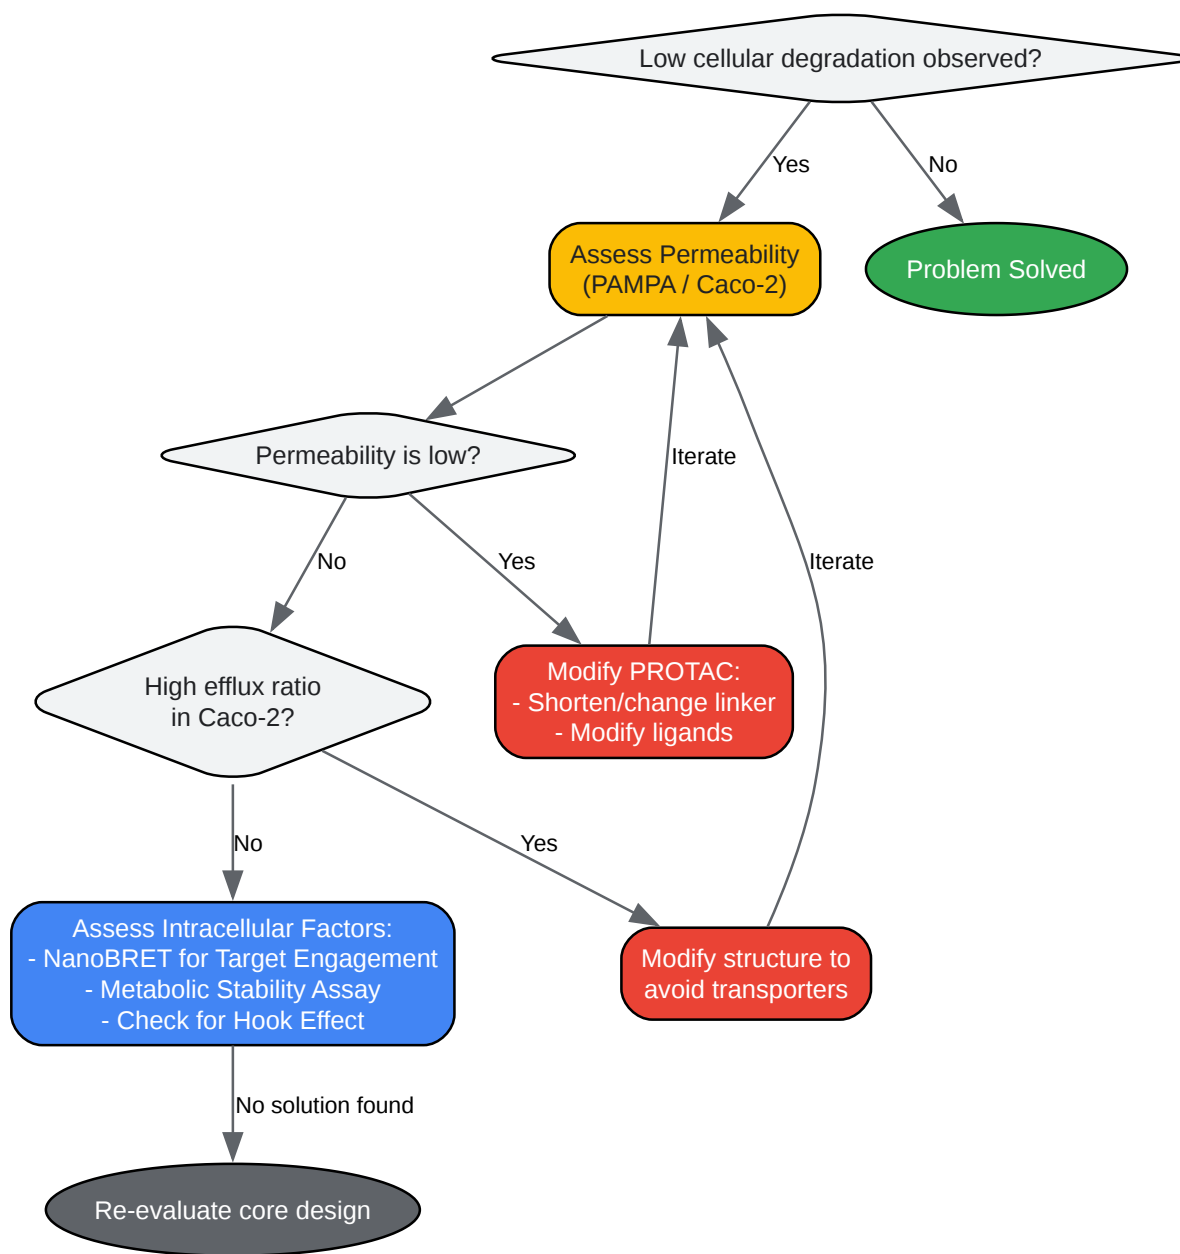 Low cellular degradation observed?
Yes
No
Assess Permeability
(PAMPA / Caco-2)
Problem Solved
Permeability is low?
Iterate
No
Yes
Iterate
High efflux ratio
in Caco-2?
Modify PROTAC:
- Shorten/change linker
- Modify ligands
No
Yes
Assess Intracellular Factors:
- NanoBRET for Target Engagement
- Metabolic Stability Assay
- Check for Hook Effect
Modify structure to
avoid transporters
No solution found
Re-evaluate core design